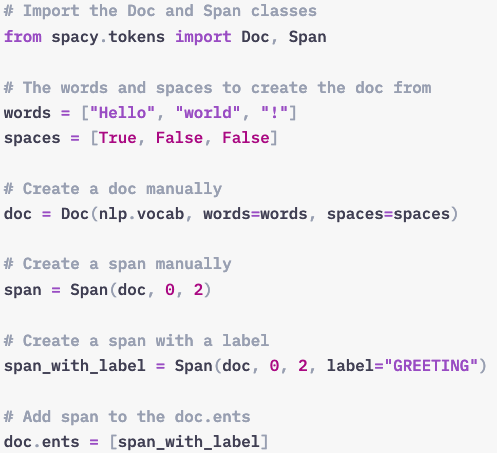 # Import the Doc and Span classes
from spacy.tokens import Doc, Span
# The words and spaces to create the doc from
words = ["Hello", "world", "!"]
spaces = [True, False, False]
# Create a doc manually
doc = Doc(nlp.vocab, words=words, spaces=spaces)
# Create a span manually
span = Span(doc, 0, 2)
# Create a span with a label
span_with_label = Span(doc, 0, 2, label="GREETING")
# Add span to the doc.ents
doc.ents = [span_with_label]